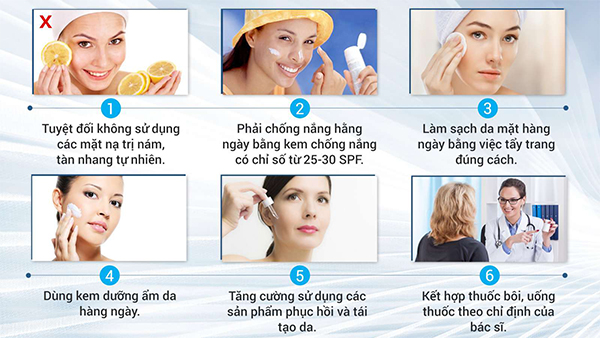 X
1
Tuyệt đối không sử dụng
các mặt nạ trị nám,
tàn nhang tự nhiên.
2
Phải chống nắng hằng
ngày bằng kem chống nắng
có chỉ số từ 25-30 SPF.
3
Làm sạch da mặt hàng
ngày bằng việc tẩy trang
đúng cách.
4
Dùng kem dưỡng ẩm da
hàng ngày.
5
Tăng cường sử dụng các
sản phẩm phục hồi và tái
tạo da.
6
Kết hợp thuốc bôi, uống
thuốc theo chỉ định của
bác sĩ.